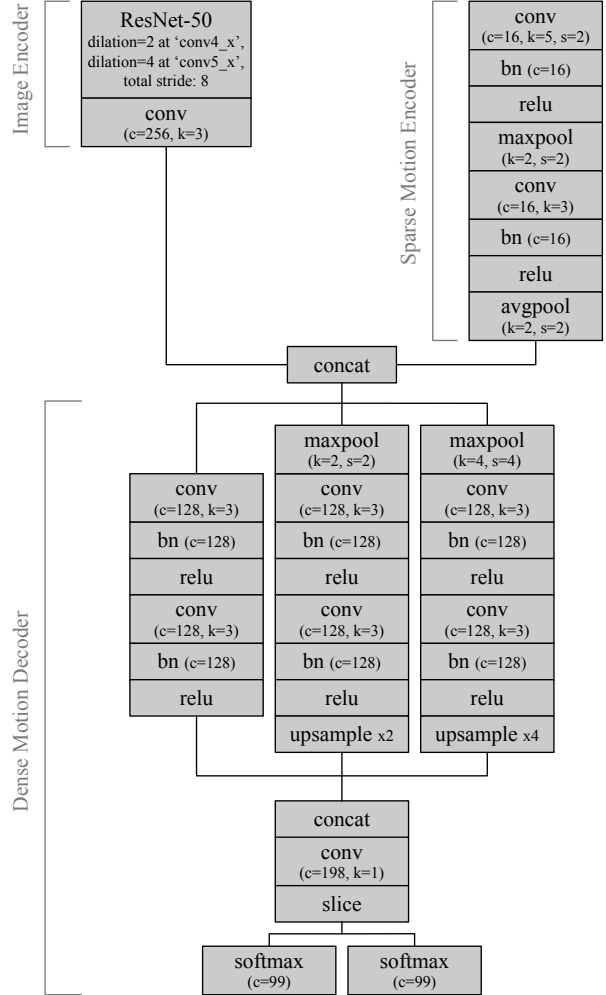 Image Encoder
ResNet-50
dilation=2 at ‘conv4_x’,
dilation=4 at ‘conv5_x’,
total stride: 8
conv
(c=256, k=3)
Sparse Motion Encoder
conv
(c=16, k=5, s=2)
bn (c=16)
relu
maxpool
(k=2, s=2)
conv
(c=16, k=3)
bn (c=16)
relu
avgpool
(k=2, s=2)
concat
Dense Motion Decoder
conv
(c=128, k=3)
bn (c=128)
relu
conv
(c=128, k=3)
bn (c=128)
relu
maxpool
(k=2, s=2)
conv
(c=128, k=3)
bn (c=128)
relu
conv
(c=128, k=3)
bn (c=128)
relu
upsample x2
maxpool
(k=4, s=4)
conv
(c=128, k=3)
bn (c=128)
relu
conv
(c=128, k=3)
bn (c=128)
relu
upsample x4
concat
conv
(c=198, k=1)
slice
softmax
(c=99)
softmax
(c=99)